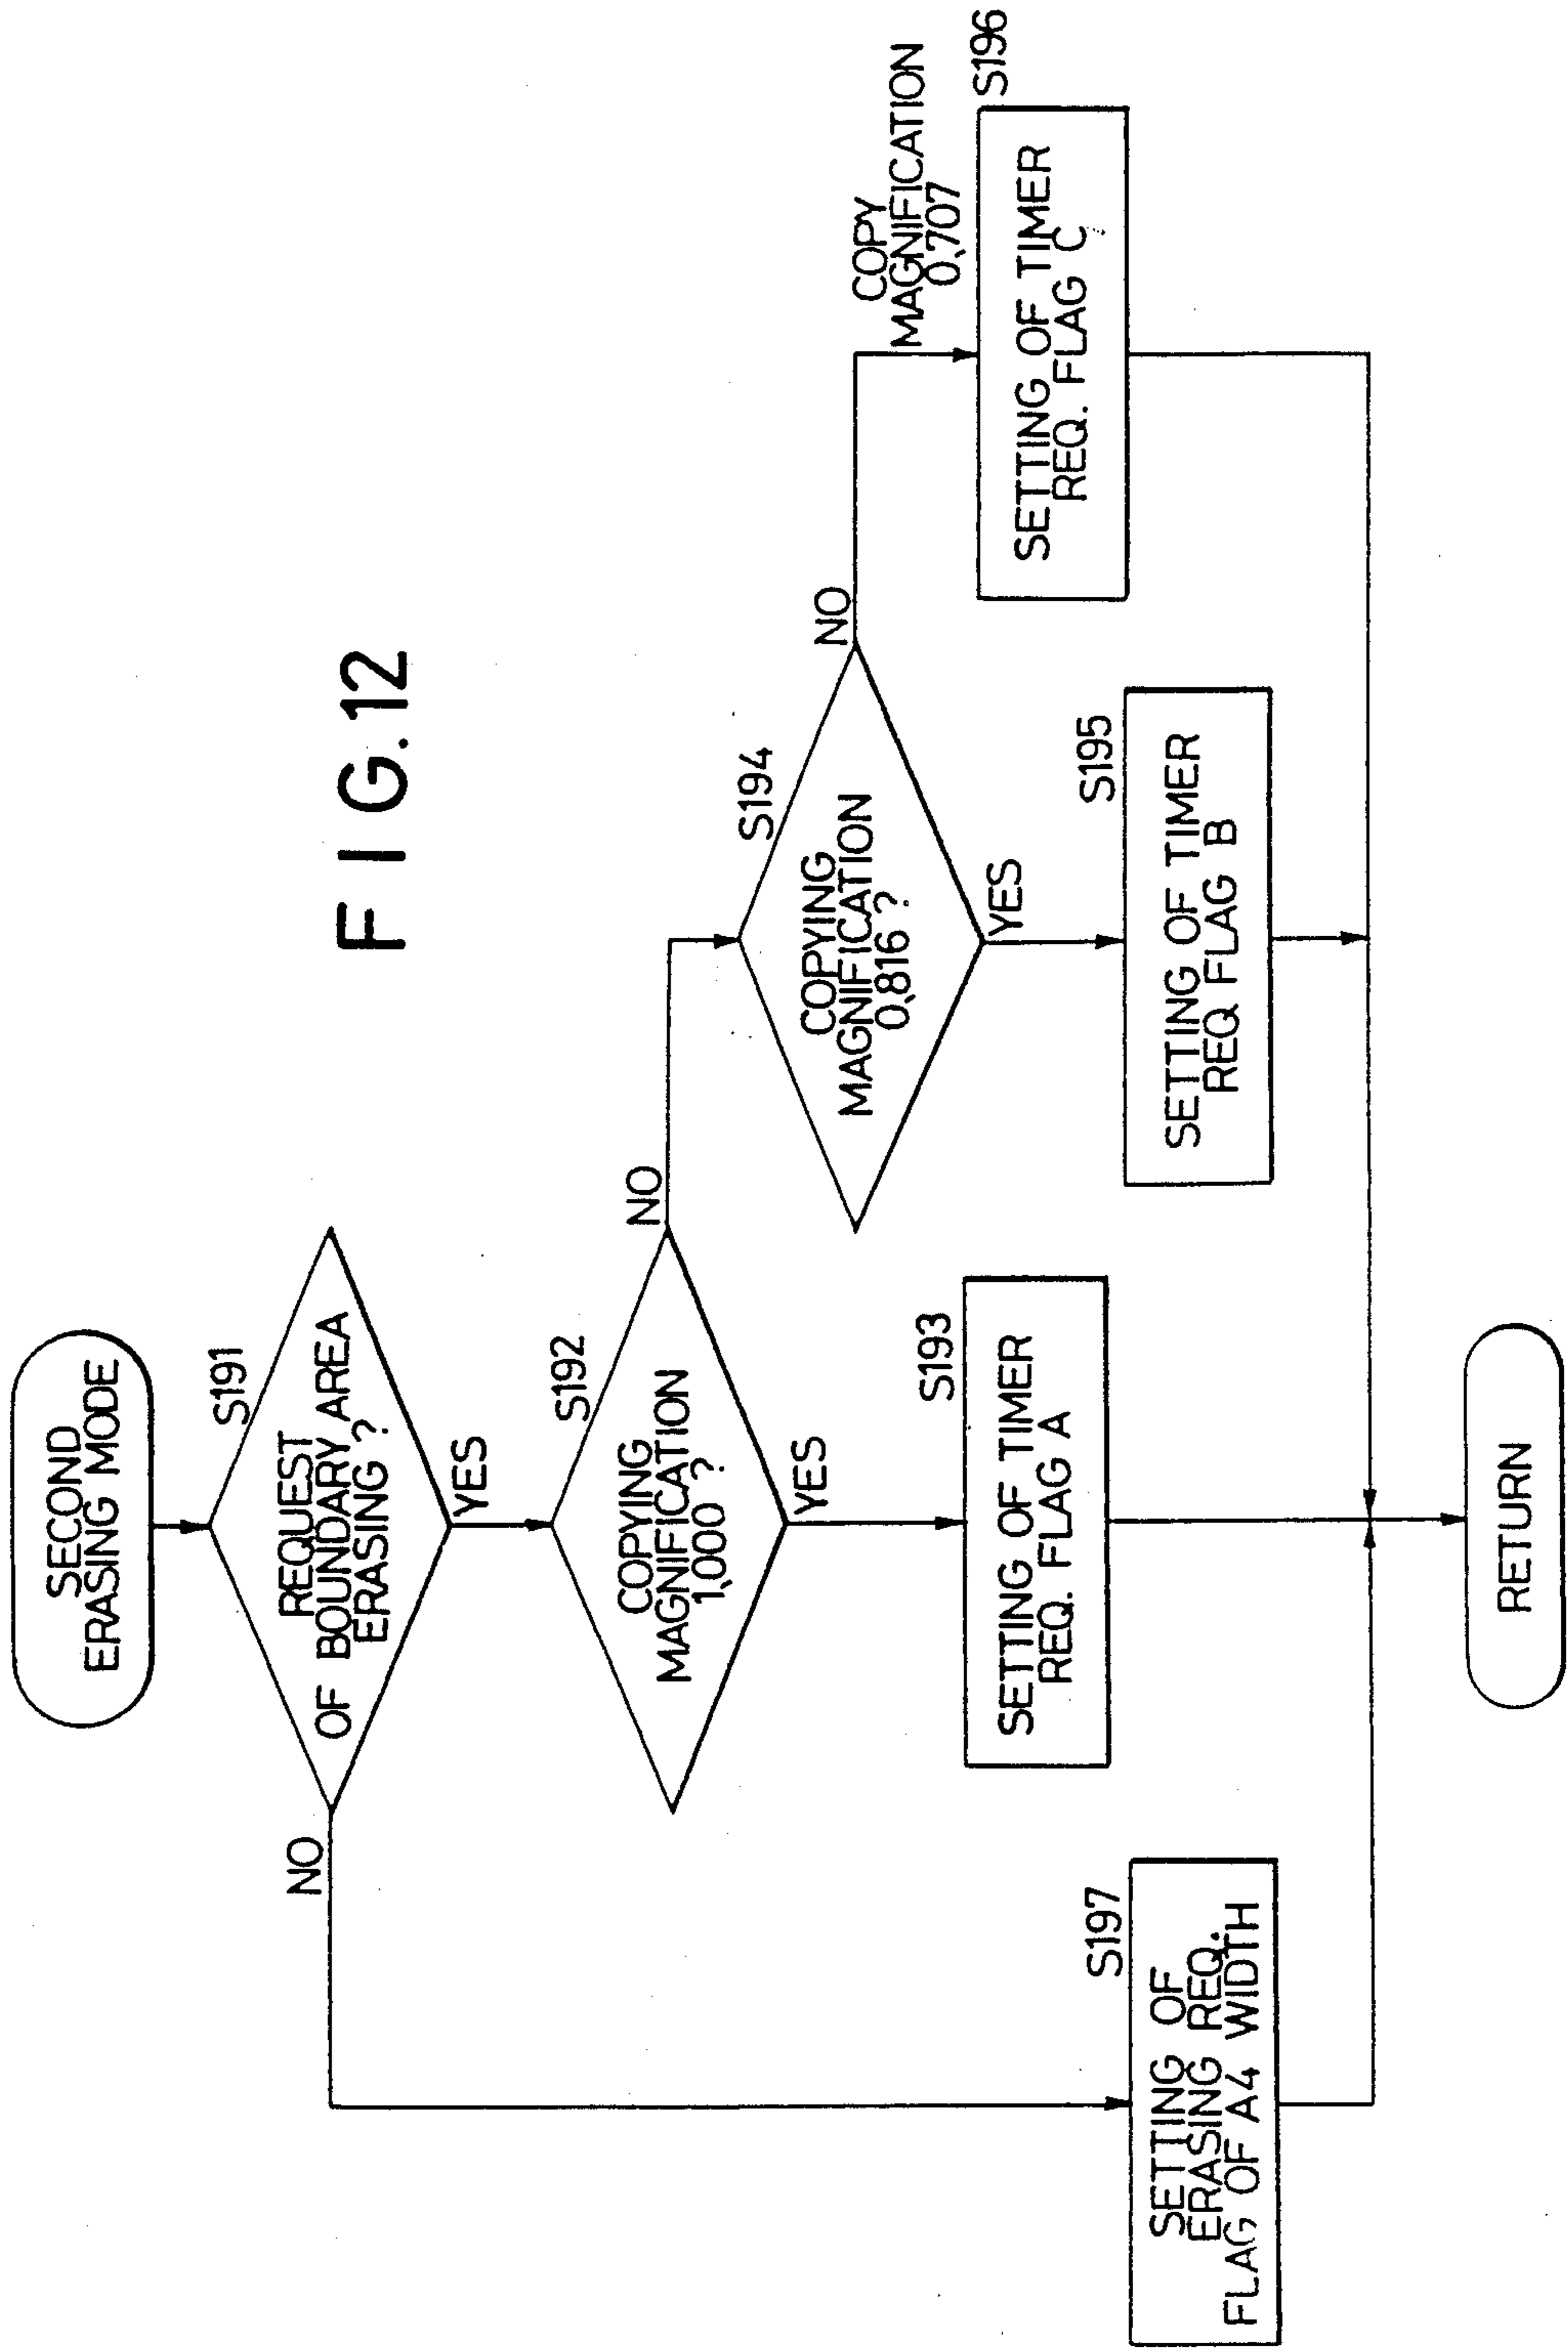 FIG.12
SECOND
ERASING MODE
S191
REQUEST
OF BOUNDARY AREA
ERASING ?
NO
YES
S192
COPYING
MAGNIFICATION
1,000 ?
NO
YES
S193
SETTING OF TIMER
REQ. FLAG A
S194
COPYING
MAGNIFICATION
0,816 ?
NO
YES
S195
SETTING OF TIMER
REQ FLAG B
COPY
MAGNIFICATION
0,707
S196
SETTING OF TIMER
REQ. FLAG C
S197
SETTING OF
ERASING REQ.
FLAG OF A4 WIDTH
RETURN